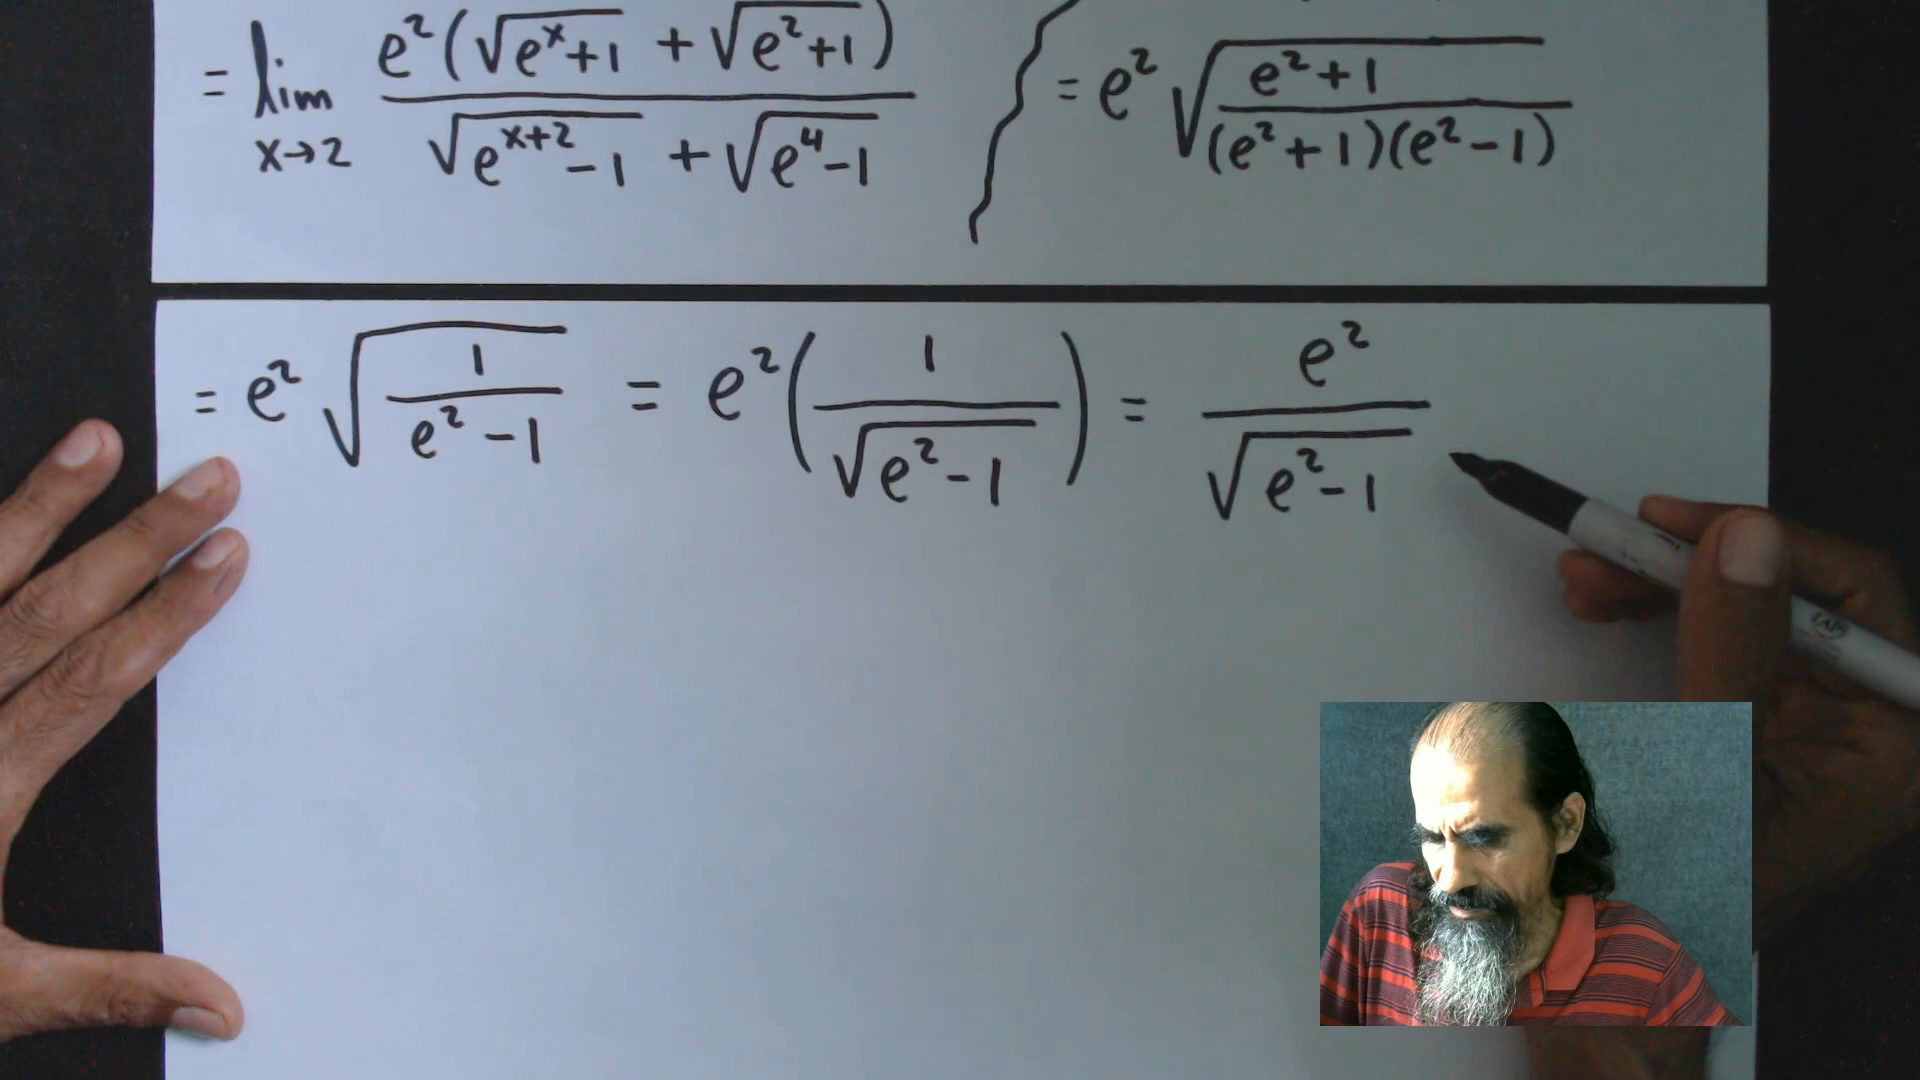 = lim x→2 e²(√(eˣ+1) + √(e²+1)) / (√(eˣ⁺²-1) + √(e⁴-1))
= e² √((e²+1) / ((e²+1)(e²-1)))
= e² √(1 / (e²-1)) = e² (1 / √(e²-1)) = e² / √(e²-1)
(AP)